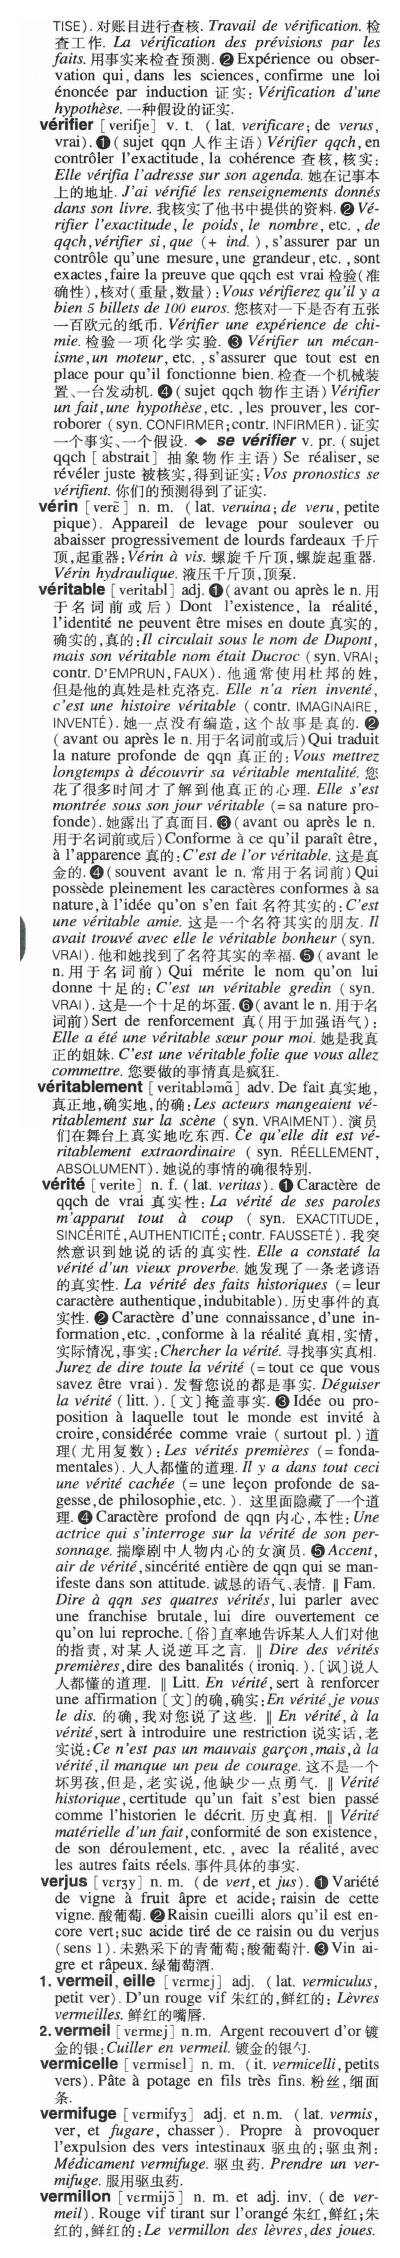 TISE). 对账目进行查核. Travail de vérification. 检
查工作. La vérification des prévisions par les
faits. 用事实来检查预测. ❷ Expérience ou obser-
vation qui, dans les sciences, confirme une loi
énoncée par induction 证实: Vérification d'une
hypothèse. 一种假设的证实.
vérifier [verifje] v. t. (lat. verificare; de verus,
vrai). ❶ (sujet qqn 人作主语) Vérifier qqch, en
contrôler l'exactitude, la cohérence 查核, 核实:
Elle vérifia l'adresse sur son agenda. 她在记事本
上的地址. J'ai vérifié les renseignements donnés
dans son livre. 我核实了他书中提供的资料. ❷ Vé-
rifier l'exactitude, le poids, le nombre, etc., de
qqch, vérifier si, que (+ ind.), s'assurer par un
contrôle qu'une mesure, une grandeur, etc., sont
exactes, faire la preuve que qqch est vrai 检验(准
确性), 核对(重量, 数量): Vous vérifierez qu'il y a
bien 5 billets de 100 euros. 您核对一下是否有五张
一百欧元的纸币. Vérifier une expérience de chi-
mie. 检验一项化学实验. ❸ Vérifier un mécan-
isme, un moteur, etc., s'assurer que tout est en
place pour qu'il fonctionne bien. 检查一个机械装
置、一台发动机. ❹ (sujet qqch 物作主语) Vérifier
un fait, une hypothèse, etc., les prouver, les cor-
roborer (syn. CONFIRMER; contr. INFIRMER). 证实
一个事实、一个假设. ◆ se vérifier v. pr. (sujet
qqch [abstrait] 抽象物作主语) Se réaliser, se
révéler juste 被核实, 得到证实: Vos pronostics se
vérifient. 你们的预测得到了证实.
vérin [verɛ̃] n. m. (lat. veruina; de veru, petite
pique). Appareil de levage pour soulever ou
abaisser progressivement de lourds fardeaux 千斤
顶, 起重器: Vérin à vis. 螺旋千斤顶, 螺旋起重器.
Vérin hydraulique. 液压千斤顶, 顶泵.
véritable [veritabl] adj. ❶ (avant ou après le n. 用
于名词前或后) Dont l'existence, la réalité,
l'identité ne peuvent être mises en doute 真实的,
确实的, 真的: Il circulait sous le nom de Dupont,
mais son véritable nom était Ducroc (syn. VRAI;
contr. D'EMPRUN, FAUX). 他通常使用杜邦的姓,
但是他的真姓是杜克洛克. Elle n'a rien inventé,
c'est une histoire véritable (contr. IMAGINAIRE,
INVENTÉ). 她一点没有编造, 这个故事是真的. ❷
(avant ou après le n. 用于名词前或后) Qui traduit
la nature profonde de qqn 真正的: Vous mettrez
longtemps à découvrir sa véritable mentalité. 您
花了很多时间才了解到他真正的心理. Elle s'est
montrée sous son jour véritable (= sa nature pro-
fonde). 她露出了真面目. ❸ (avant ou après le n.
用于名词前或后) Conforme à ce qu'il paraît être,
à l'apparence 真的: C'est de l'or véritable. 这是真
金的. ❹ (souvent avant le n. 常用于名词前) Qui
possède pleinement les caractères conformes à sa
nature, à l'idée qu'on s'en fait 名符其实的: C'est
une véritable amie. 这是一个名符其实的朋友. Il
avait trouvé avec elle le véritable bonheur (syn.
VRAI). 他和她找到了名符其实的幸福. ❺ (avant le
n. 用于名词前) Qui mérite le nom qu'on lui
donne 十足的: C'est un véritable gredin (syn.
VRAI). 这是一个十足的坏蛋. ❻ (avant le n. 用于名
词前) Sert de renforcement 真(用于加强语气):
Elle a été une véritable sœur pour moi. 她是我真
正的姐妹. C'est une véritable folie que vous allez
commettre. 您要做的事情真是疯狂.
véritablement [veritabləmɑ̃] adv. De fait 真实地,
真正地, 确实地, 的确: Les acteurs mangeaient vé-
ritablement sur la scène (syn. VRAIMENT). 演员
们在舞台上真实地吃东西. Ce qu'elle dit est vé-
ritablement extraordinaire (syn. RÉELLEMENT,
ABSOLUMENT). 她说的事情的确很特别.
vérité [verite] n. f. (lat. veritas). ❶ Caractère de
qqch de vrai 真实性: La vérité de ses paroles
m'apparut tout à coup (syn. EXACTITUDE,
SINCÉRITÉ, AUTHENTICITÉ; contr. FAUSSETÉ). 我突
然意识到她说的话的真实性. Elle a constaté la
vérité d'un vieux proverbe. 她发现了一条老谚语
的真实性. La vérité des faits historiques (= leur
caractère authentique, indubitable). 历史事件的真
实性. ❷ Caractère d'une connaissance, d'une in-
formation, etc., conforme à la réalité 真相, 实情,
实际情况, 事实: Chercher la vérité. 寻找事实真相.
Jurez de dire toute la vérité (= tout ce que vous
savez être vrai). 发誓您说的都是事实. Déguiser
la vérité (litt.). [文]掩盖事实. ❸ Idée ou pro-
position à laquelle tout le monde est invité à
croire, considérée comme vraie (surtout pl.) 道
理(尤用复数): Les vérités premières (= fonda-
mentales). 人人都懂的道理. Il y a dans tout ceci
une vérité cachée (= une leçon profonde de sa-
gesse, de philosophie, etc.). 这里面隐藏了一个道
理. ❹ Caractère profond de qqn 内心, 本性: Une
actrice qui s'interroge sur la vérité de son per-
sonnage. 揣摩剧中人物内心的女演员. ❺ Accent,
air de vérité, sincérité entière de qqn qui se man-
ifeste dans son attitude. 诚恳的语气、表情. ‖ Fam.
Dire à qqn ses quatres vérités, lui parler avec
une franchise brutale, lui dire ouvertement ce
qu'on lui reproche. [俗]直率地告诉某人人们对他
的指责, 对某人说逆耳之言. ‖ Dire des vérités
premières, dire des banalités (ironiq.). [讽]说人
人都懂的道理. ‖ Litt. En vérité, sert à renforcer
une affirmation [文]的确, 确实: En vérité, je vous
le dis. 的确, 我对您说了这些. ‖ En vérité, à la
vérité, sert à introduire une restriction 说实话, 老
实说: Ce n'est pas un mauvais garçon, mais, à la
vérité, il manque un peu de courage. 这不是一个
坏男孩, 但是, 老实说, 他缺少一点勇气. ‖ Vérité
historique, certitude qu'un fait s'est bien passé
comme l'historien le décrit. 历史真相. ‖ Vérité
matérielle d'un fait, conformité de son existence,
de son déroulement, etc., avec la réalité, avec
les autres faits réels. 事件具体的事实.
verjus [vɛrʒy] n. m. (de vert, et jus). ❶ Variété
de vigne à fruit âpre et acide; raisin de cette
vigne. 酸葡萄. ❷ Raisin cueilli alors qu'il est en-
core vert; suc acide tiré de ce raisin ou du verjus
(sens 1). 未熟采下的青葡萄; 酸葡萄汁. ❸ Vin ai-
gre et râpeux. 绿葡萄酒.
1. vermeil, eille [vɛrmɛj] adj. (lat. vermiculus,
petit ver). D'un rouge vif 朱红的, 鲜红的: Lèvres
vermeilles. 鲜红的嘴唇.
2. vermeil [vɛrmɛj] n.m. Argent recouvert d'or 镀
金的银: Cuiller en vermeil. 镀金的银勺.
vermicelle [vɛrmisɛl] n. m. (it. vermicelli, petits
vers). Pâte à potage en fils très fins. 粉丝, 细面
条.
vermifuge [vɛrmifyʒ] adj. et n.m. (lat. vermis,
ver, et fugare, chasser). Propre à provoquer
l'expulsion des vers intestinaux 驱虫的; 驱虫剂:
Médicament vermifuge. 驱虫药. Prendre un ver-
mifuge. 服用驱虫药.
vermillon [vɛrmijɔ̃] n. m. et adj. inv. (de ver-
meil). Rouge vif tirant sur l'orangé 朱红, 鲜红; 朱
红的, 鲜红的: Le vermillon des lèvres, des joues.